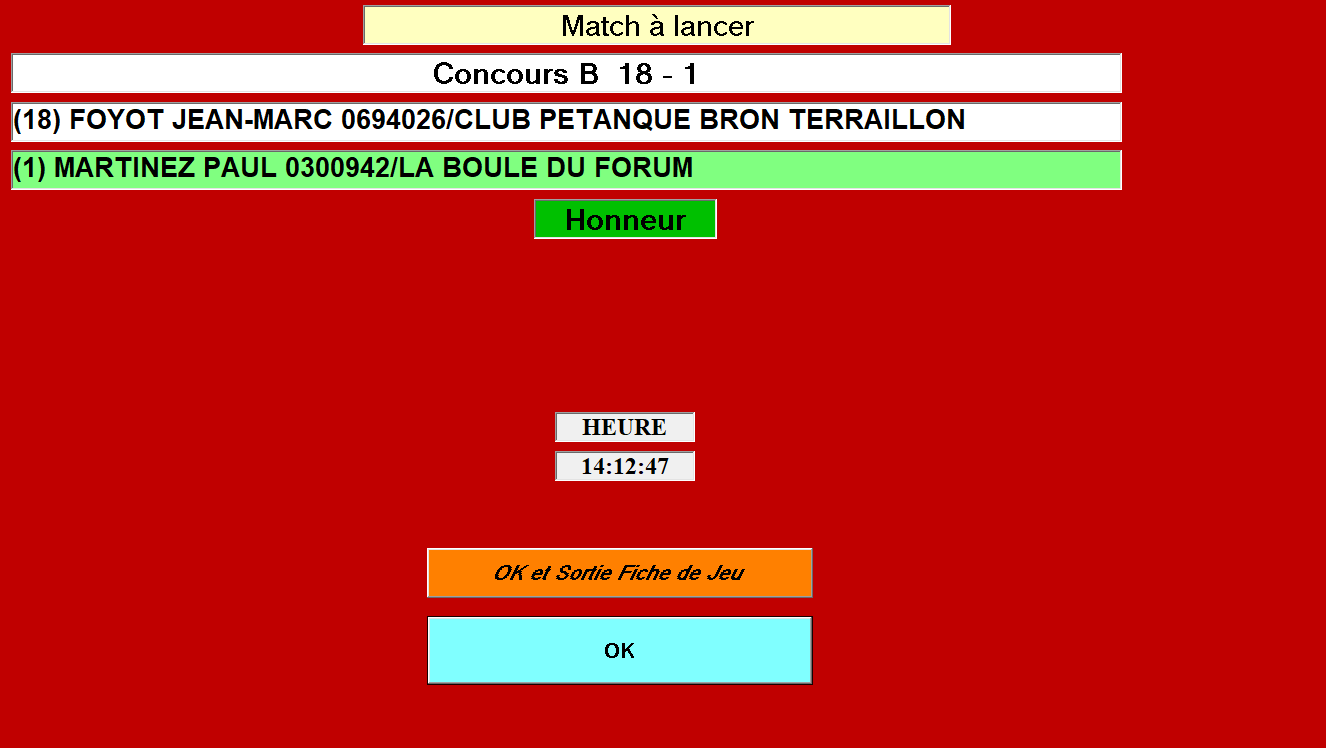 Match à lancer
Concours B 18 - 1
(18) FOYOT JEAN-MARC 0694026/CLUB PETANQUE BRON TERRAILLON
(1) MARTINEZ PAUL 0300942/LA BOULE DU FORUM
Honneur
HEURE
14:12:47
OK et Sortie Fiche de Jeu
OK